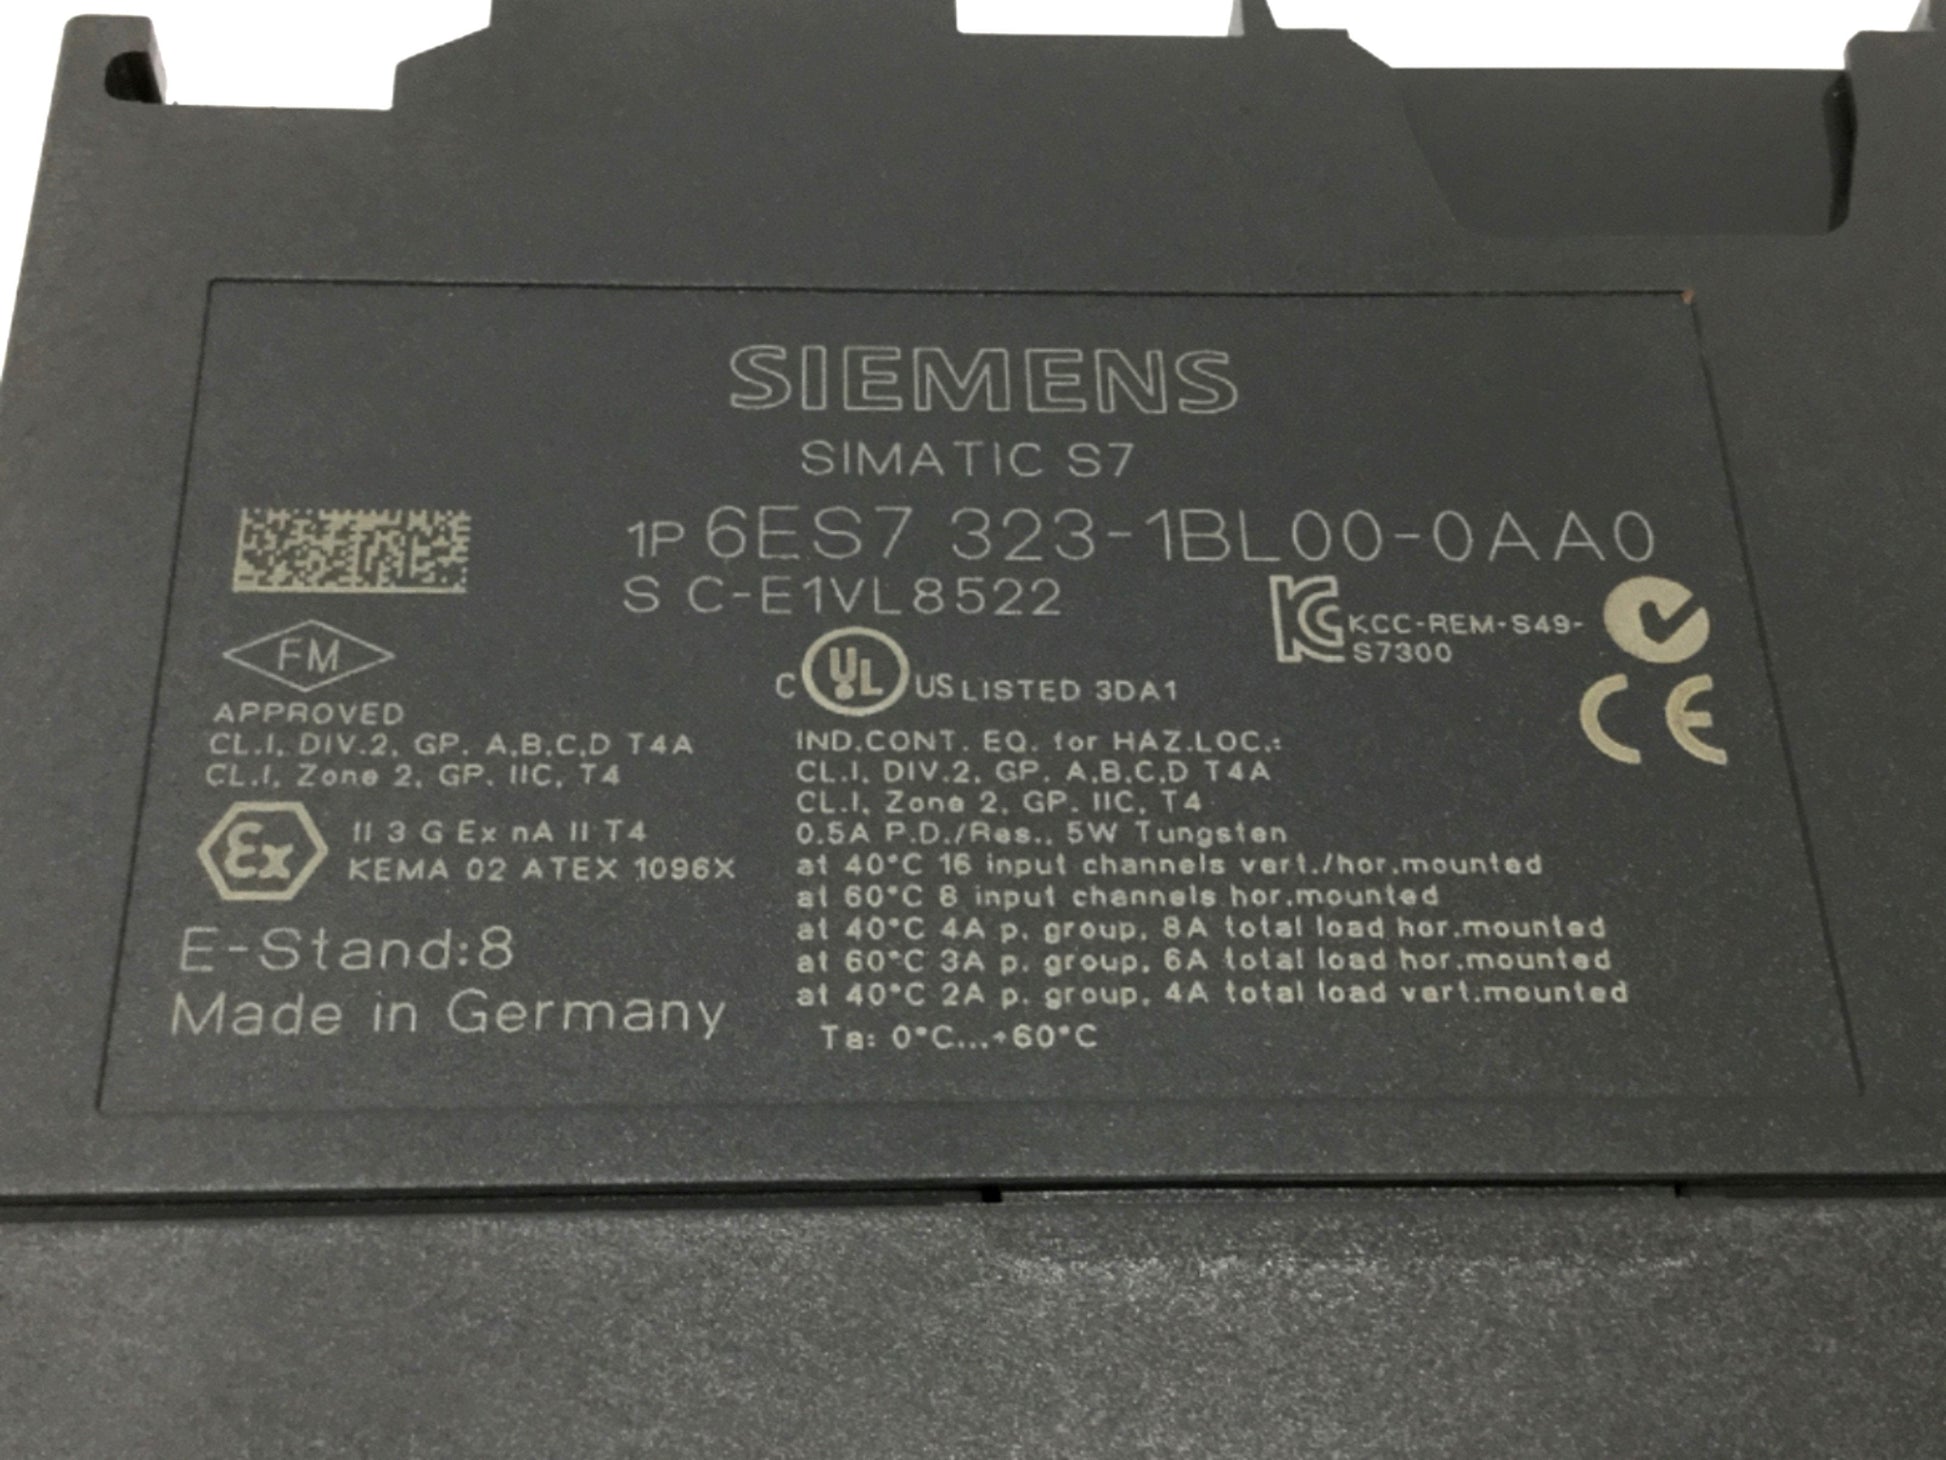 SIEMENS
SIMATIC S7
1P 6ES7 323-1BL00-0AA0
S C-E1VL8522
KCC-REM-S49-
S7300
FM
APPROVED
CL.I, DIV.2, GP. A,B,C,D T4A
CL.I, Zone 2, GP. IIC, T4
Ex
II 3 G Ex nA II T4
KEMA 02 ATEX 1096X
E-Stand:8
Made in Germany
C UL US LISTED 3DA1
IND.CONT. EQ. for HAZ.LOC.:
CL.I, DIV.2, GP. A,B,C,D T4A
CL.I, Zone 2, GP. IIC, T4
0.5A P.D./Res., 5W Tungsten
at 40°C 16 input channels vert./hor.mounted
at 60°C 8 input channels hor.mounted
at 40°C 4A p. group, 8A total load hor.mounted
at 60°C 3A p. group, 6A total load hor.mounted
at 40°C 2A p. group, 4A total load vert.mounted
Ta: 0°C...+60°C
CE